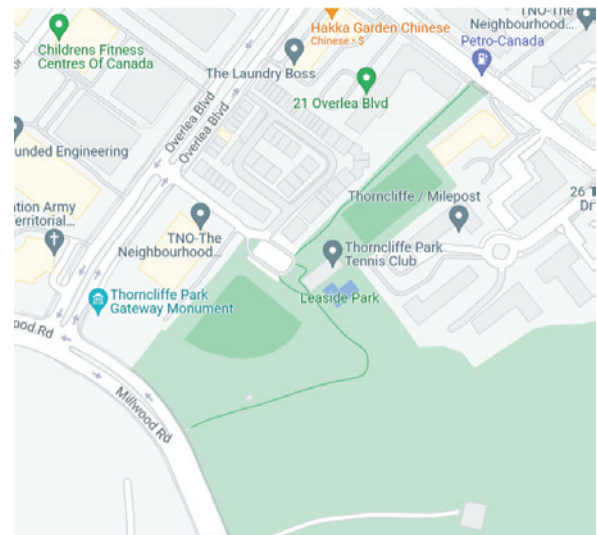 TNO-The
Neighbourhood...
Hakka Garden Chinese
Chinese • $
Petro-Canada
Childrens Fitness
Centres Of Canada
The Laundry Boss
21 Overlea Blvd
Overlea Blvd
Overlea Blvd
unded Engineering
Thorncliffe / Milepost
26 T
Dr
ation Army
Territorial...
TNO-The
Neighbourhood...
Thorncliffe Park
Tennis Club
Thorncliffe Park
Gateway Monument
Leaside Park
ood Rd
Millwood Rd